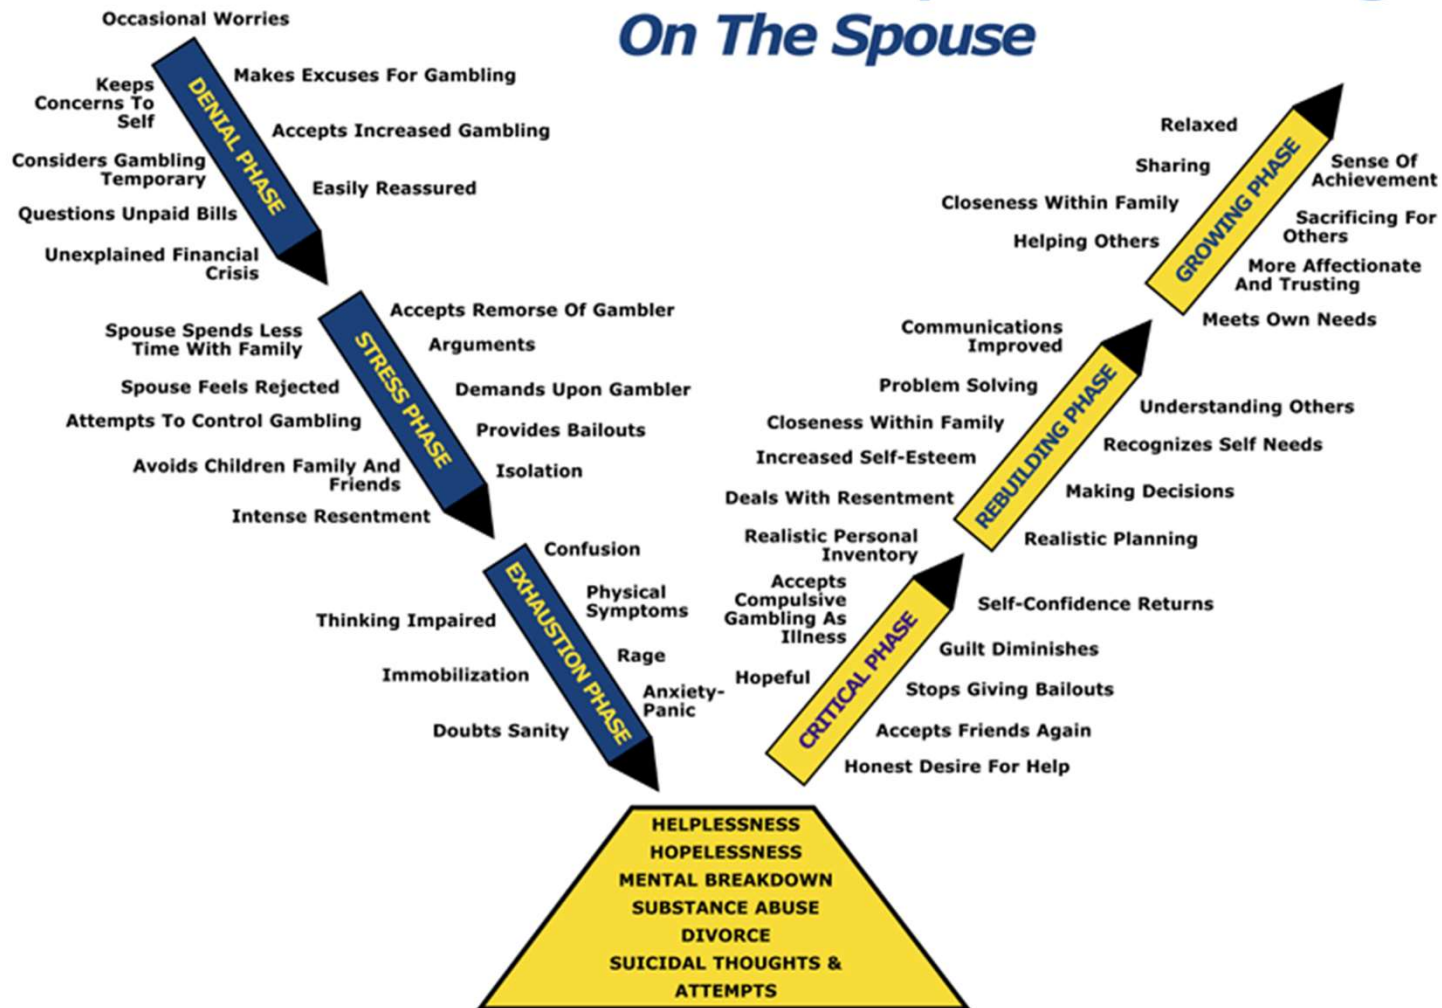 On The Spouse
Occasional Worries
DENIAL PHASE
Makes Excuses For Gambling
Keeps
Concerns To
Self
Accepts Increased Gambling
Considers Gambling
Temporary
Easily Reassured
Questions Unpaid Bills
Unexplained Financial
Crisis
STRESS PHASE
Accepts Remorse Of Gambler
Spouse Spends Less
Time With Family
Arguments
Spouse Feels Rejected
Demands Upon Gambler
Attempts To Control Gambling
Provides Bailouts
Avoids Children Family And
Friends
Isolation
Intense Resentment
EXHAUSTION PHASE
Confusion
Physical
Symptoms
Thinking Impaired
Rage
Immobilization
Anxiety-
Panic
Doubts Sanity
HELPLESSNESS
HOPELESSNESS
MENTAL BREAKDOWN
SUBSTANCE ABUSE
DIVORCE
SUICIDAL THOUGHTS &
ATTEMPTS
CRITICAL PHASE
Realistic Personal
Inventory
Accepts
Compulsive
Gambling As
Illness
Hopeful
Self-Confidence Returns
Guilt Diminishes
Stops Giving Bailouts
Accepts Friends Again
Honest Desire For Help
REBUILDING PHASE
Communications
Improved
Problem Solving
Closeness Within Family
Increased Self-Esteem
Deals With Resentment
Understanding Others
Recognizes Self Needs
Making Decisions
Realistic Planning
GROWING PHASE
Relaxed
Sharing
Closeness Within Family
Helping Others
Sense Of
Achievement
Sacrificing For
Others
More Affectionate
And Trusting
Meets Own Needs